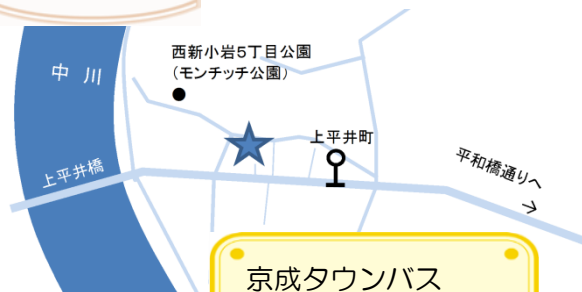 西新小岩5丁目公園
(モンチッチ公園)
中川
上平井町
上平井橋
平和橋通りへ
京成タウンバス